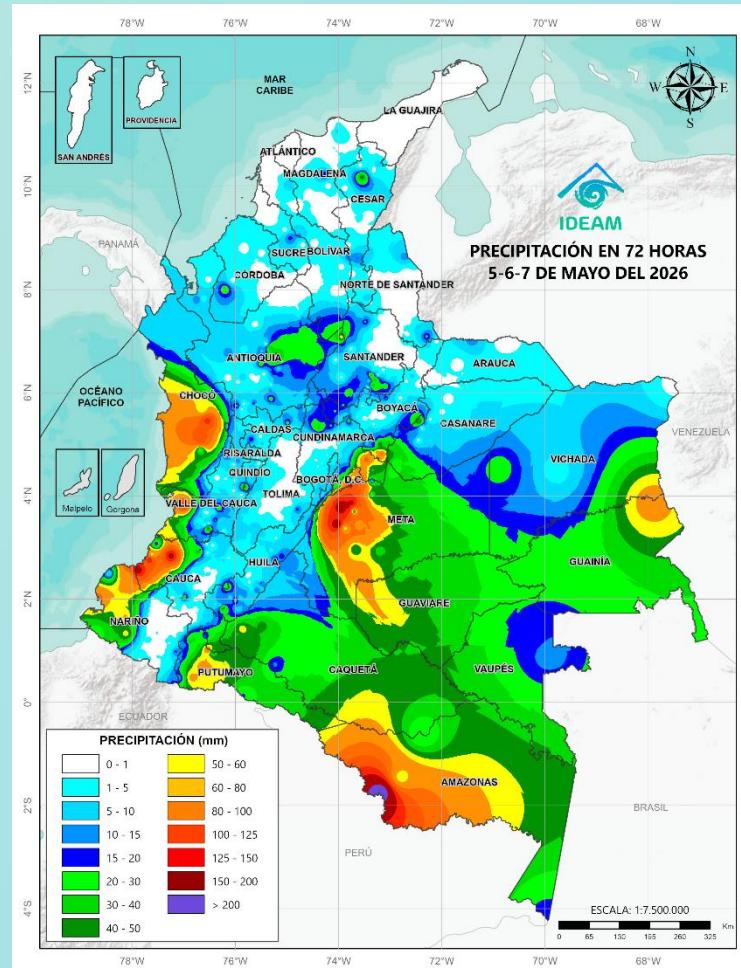 78°W 76°W 74°W 72°W 70°W 68°W
12°N
10°N
8°N
6°N
4°N
2°N
0°
2°S
4°S
SAN ANDRÉS
PROVIDENCIA
MAR
CARIBE
N
W E
S
IDEAM
PRECIPITACIÓN EN 72 HORAS
5-6-7 DE MAYO DEL 2026
PANAMÁ
LA GUAJIRA
ATLÁNTICO
MAGDALENA
CESAR
SUCRE
BOLÍVAR
CÓRDOBA
NORTE DE SANTANDER
ANTIOQUIA
SANTANDER
ARAUCA
OCÉANO
PACÍFICO
CHOCÓ
BOYACÁ
CASANARE
CALDAS
CUNDINAMARCA
RISARALDA
QUINDÍO
BOGOTÁ, D.C.
VICHADA
VENEZUELA
Malpelo
Gorgona
TOLIMA
VALLE DEL CAUCA
META
CAUCA
HUILA
GUAINÍA
GUAVIARE
NARIÑO
PUTUMAYO
CAQUETÁ
VAUPÉS
ECUADOR
AMAZONAS
BRASIL
PERÚ
PRECIPITACIÓN (mm)
0 - 1
1 - 5
5 - 10
10 - 15
15 - 20
20 - 30
30 - 40
40 - 50
50 - 60
60 - 80
80 - 100
100 - 125
125 - 150
150 - 200
> 200
ESCALA: 1:7.500.000
Km
0 65 130 195 260 325
78°W 76°W 74°W 72°W 70°W 68°W